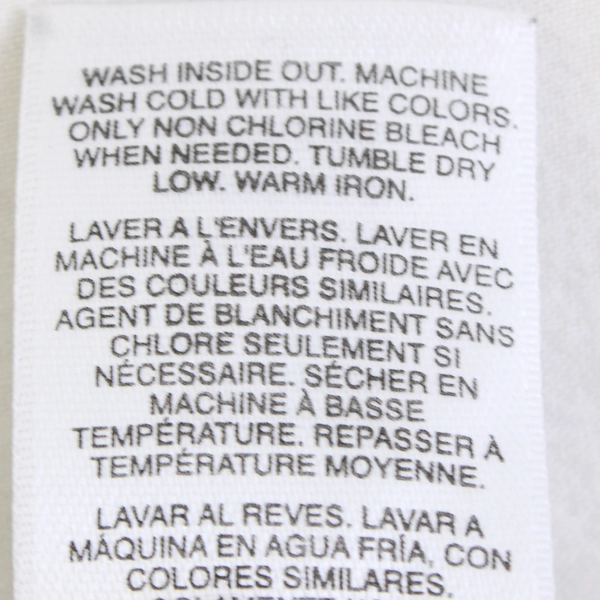 WASH INSIDE OUT. MACHINE
WASH COLD WITH LIKE COLORS.
ONLY NON CHLORINE BLEACH
WHEN NEEDED. TUMBLE DRY
LOW. WARM IRON.
LAVER A L'ENVERS. LAVER EN
MACHINE À L'EAU FROIDE AVEC
DES COULEURS SIMILAIRES.
AGENT DE BLANCHIMENT SANS
CHLORE SEULEMENT SI
NÉCESSAIRE. SÉCHER EN
MACHINE À BASSE
TEMPÉRATURE. REPASSER À
TEMPÉRATURE MOYENNE.
LAVAR AL REVES. LAVAR A
MÁQUINA EN AGUA FRÍA, CON
COLORES SIMILARES.